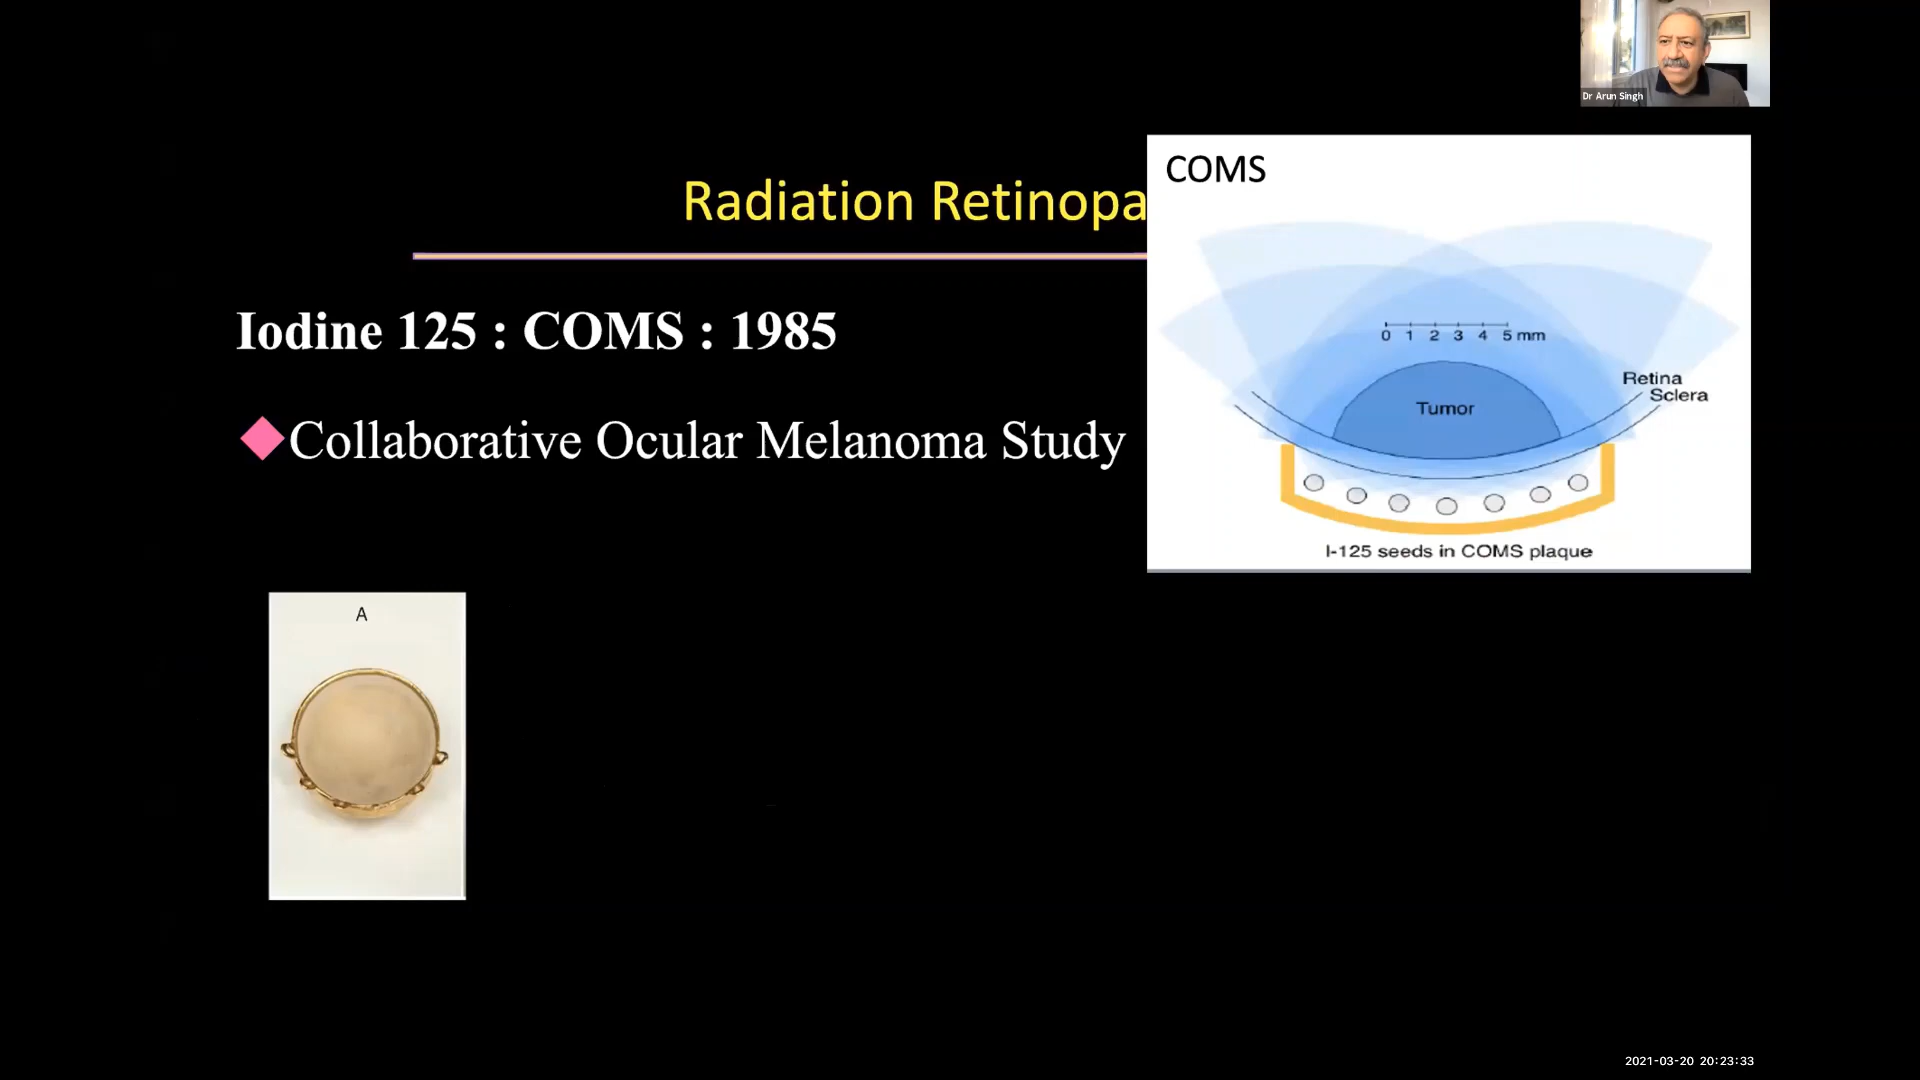 Dr Arun Singh
Radiation Retinopa
COMS
Iodine 125 : COMS : 1985
Collaborative Ocular Melanoma Study
0 1 2 3 4 5 mm
Retina
Sclera
Tumor
I-125 seeds in COMS plaque
A
2021-03-20 20:23:33